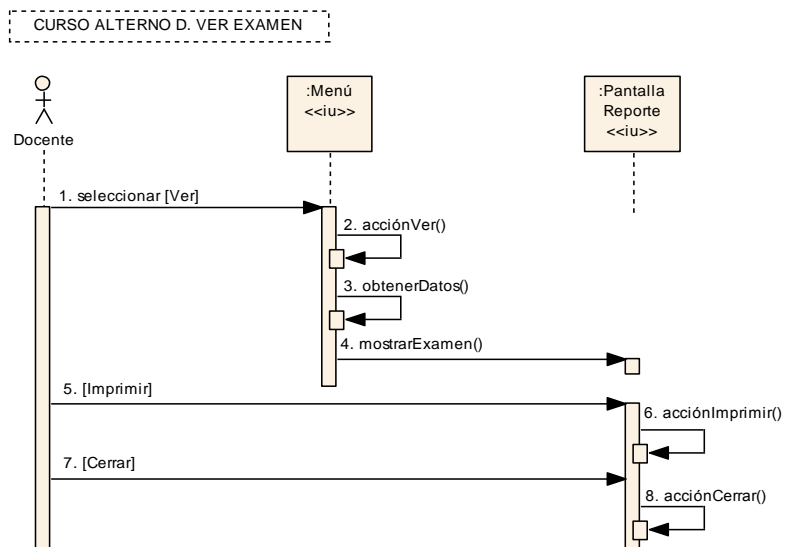 CURSO ALTERNO D. VER EXAMEN
:Menú
<<iu>>
:Pantalla
Reporte
<<iu>>
Docente
1. seleccionar [Ver]
2. acciónVer()
3. obtenerDatos()
4. mostrarExamen()
5. [Imprimir]
6. acciónImprimir()
7. [Cerrar]
8. acciónCerrar()